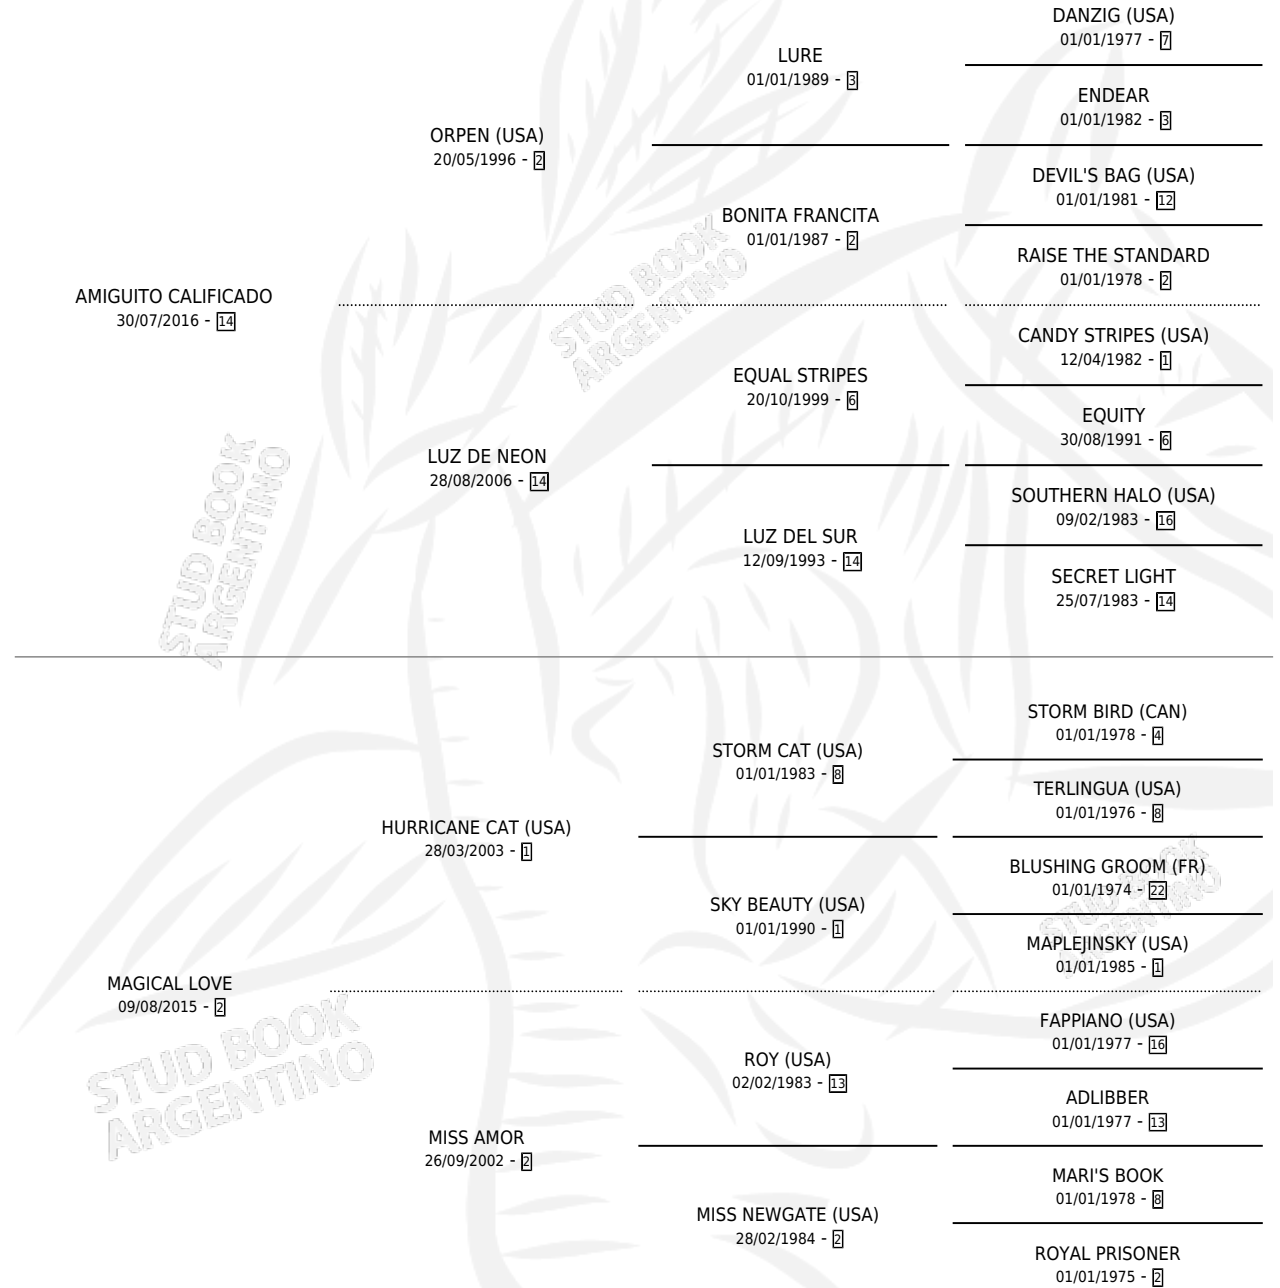 DANZIG (USA)
01/01/1977 - 7
LURE
01/01/1989 - 3
ENDEAR
01/01/1982 - 3
ORPEN (USA)
20/05/1996 - 2
DEVIL'S BAG (USA)
01/01/1981 - 12
BONITA FRANCITA
01/01/1987 - 2
RAISE THE STANDARD
01/01/1978 - 2
AMIGUITO CALIFICADO
30/07/2016 - 14
STUD BOOK
ARGENTINO
CANDY STRIPES (USA)
12/04/1982 - 1
EQUAL STRIPES
20/10/1999 - 6
EQUITY
30/08/1991 - 6
LUZ DE NEON
28/08/2006 - 14
SOUTHERN HALO (USA)
09/02/1983 - 16
LUZ DEL SUR
12/09/1993 - 14
SECRET LIGHT
25/07/1983 - 14
STUD BOOK
ARGENTINO
STORM BIRD (CAN)
01/01/1978 - 4
STORM CAT (USA)
01/01/1983 - 8
TERLINGUA (USA)
01/01/1976 - 8
HURRICANE CAT (USA)
28/03/2003 - 1
BLUSHING GROOM (FR)
01/01/1974 - 22
SKY BEAUTY (USA)
01/01/1990 - 1
STUD BOOK
ARGENTINO
MAPLEJINSKY (USA)
01/01/1985 - 1
MAGICAL LOVE
09/08/2015 - 2
STUD BOOK
ARGENTINO
FAPPIANO (USA)
01/01/1977 - 16
ROY (USA)
02/02/1983 - 13
ADLIBBER
01/01/1977 - 13
MISS AMOR
26/09/2002 - 2
MARI'S BOOK
01/01/1978 - 8
MISS NEWGATE (USA)
28/02/1984 - 2
ROYAL PRISONER
01/01/1975 - 2